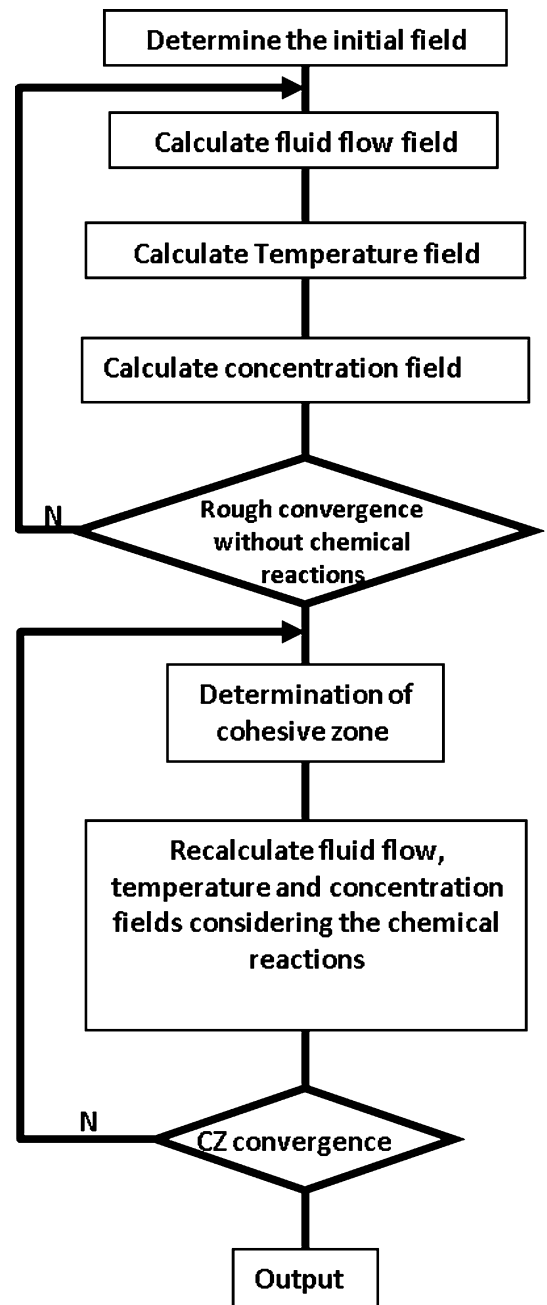 Determine the initial field
Calculate fluid flow field
Calculate Temperature field
Calculate concentration field
Rough convergence
without chemical
reactions
N
Determination of
cohesive zone
Recalculate fluid flow,
temperature and concentration
fields considering the chemical
reactions
N
CZ convergence
Output